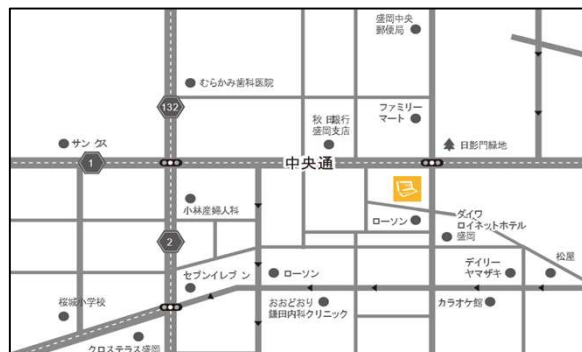 盛岡中央
郵便局
むらかみ歯科医院
132
秋田銀行
盛岡支店
ファミリー
マート
サンクス
日影門緑地
1
中央通
小林産婦人科
ローソン
ダイワ
ロイネットホテル
盛岡
2
セブンイレブン
ローソン
デイリー
ヤマザキ
松屋
桜城小学校
おおどおり
鎌田内科クリニック
カラオケ館
クロステラス盛岡